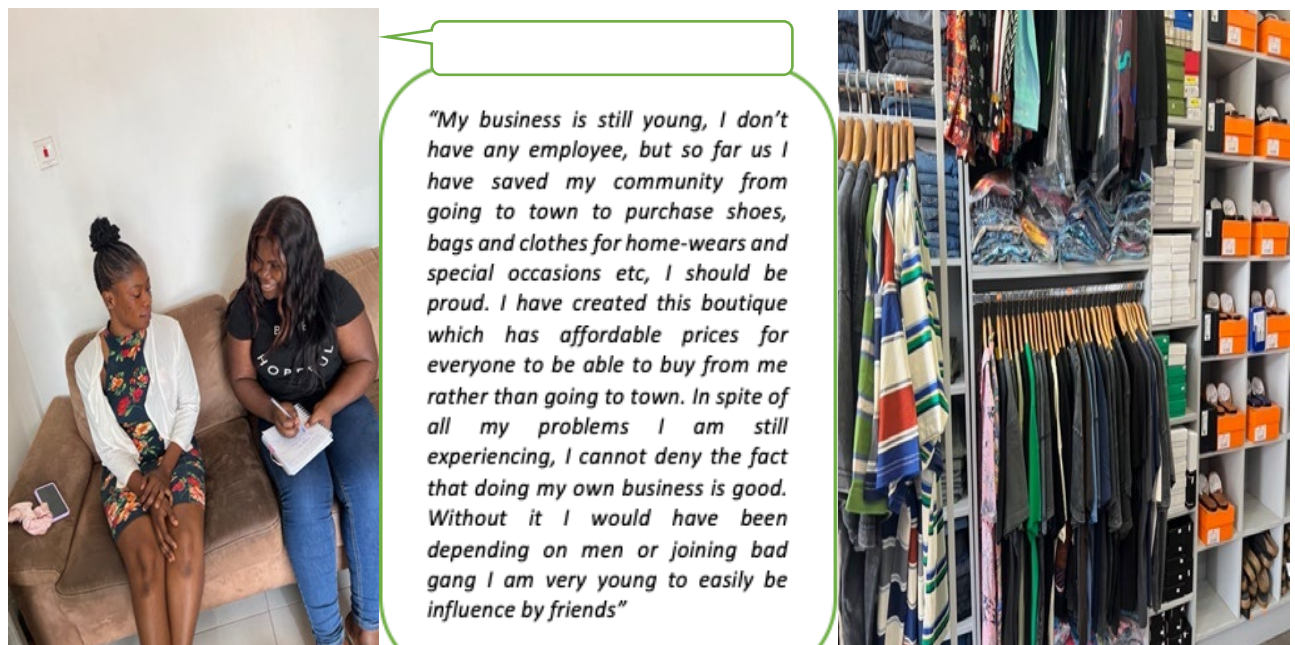 “My business is still young, I don’t
have any employee, but so far us I
have saved my community from
going to town to purchase shoes,
bags and clothes for home-wears and
special occasions etc, I should be
proud. I have created this boutique
which has affordable prices for
everyone to be able to buy from me
rather than going to town. In spite of
all my problems I am still
experiencing, I cannot deny the fact
that doing my own business is good.
Without it I would have been
depending on men or joining bad
gang I am very young to easily be
influence by friends”